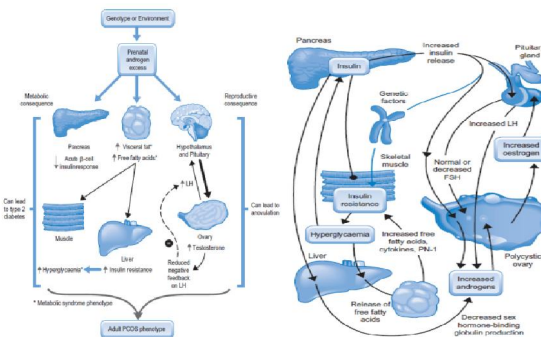 Genotype or Environment
Prenatal
androgen
excess
Metabolic
consequence
Reproductive
consequence
Pancreas
↓ Acute β-cell
insulinresponse
↑ Visceral fat*
↑ Free fatty acids*
Hypothalamus
and Pituitary
↑ LH
Can lead
to type 2
diabetes
Can lead to
anovulation
Muscle
Liver
Ovary
↑ Testosterone
Reduced
negative
feedback
on LH
↑ Hyperglycaemia*
↑ Insulin resistance
* Metabolic syndrome phenotype
Adult PCOS phenotype
Pancreas
Insulin
Increased
insulin
release
Pituitary
gland
Genetic
factors
Increased LH
Increased
oestrogen
Skeletal
muscle
Normal or
decreased
FSH
Insulin
resistance
Hyperglycaemia
Increased free
fatty acids,
cytokines, PN-1
Polycystic
ovary
Liver
Increased
androgens
Release of
free fatty
acids
Decreased sex
hormone-binding
globulin production